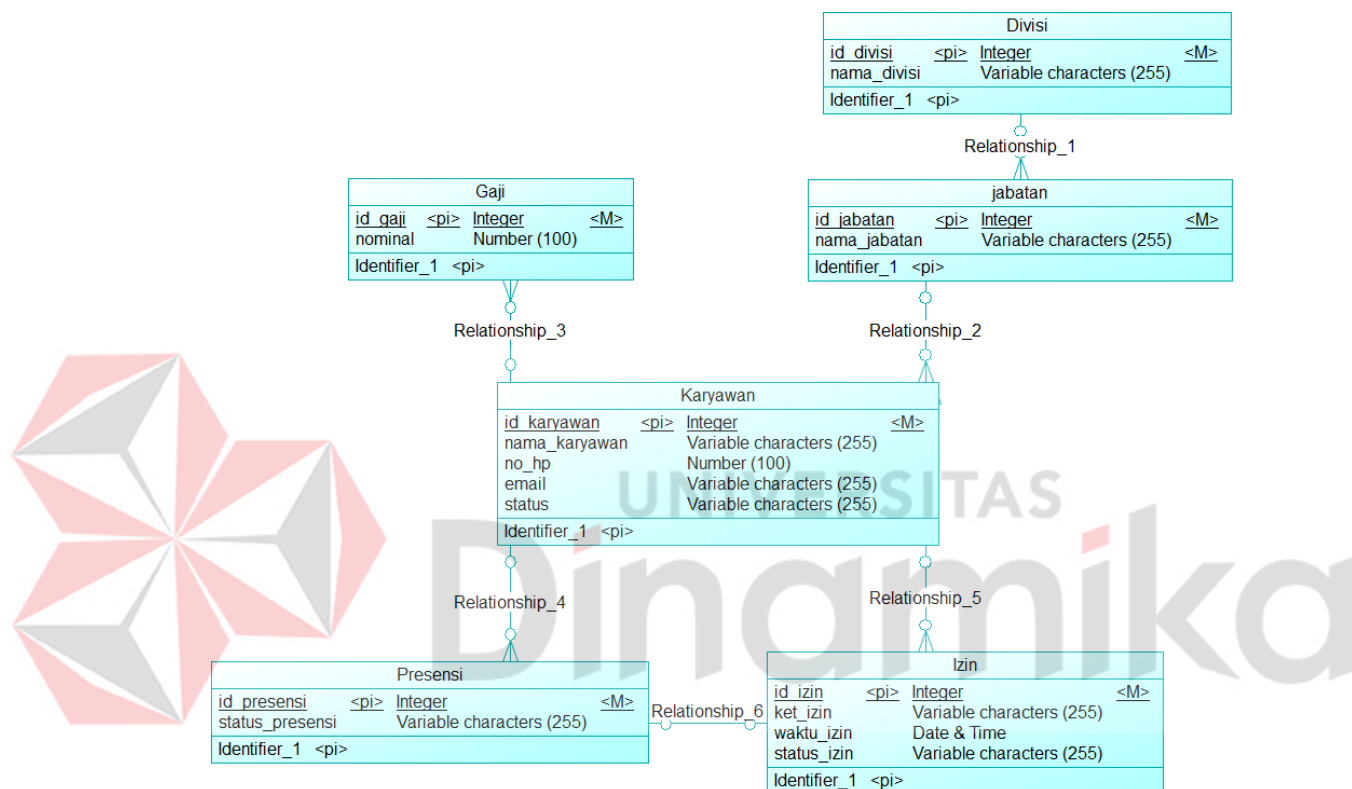 Divisi
id_divisi <pi> Integer <M>
nama_divisi Variable characters (255)
Identifier_1 <pi>
Relationship_1
jabatan
id_jabatan <pi> Integer <M>
nama_jabatan Variable characters (255)
Identifier_1 <pi>
Gaji
id_gaji <pi> Integer <M>
nominal Number (100)
Identifier_1 <pi>
Relationship_3
Relationship_2
Karyawan
id_karyawan <pi> Integer <M>
nama_karyawan Variable characters (255)
no_hp Number (100)
email Variable characters (255)
status Variable characters (255)
Identifier_1 <pi>
UNIVERSITAS
Dinamika
Relationship_4
Relationship_5
Presensi
id_presensi <pi> Integer <M>
status_presensi Variable characters (255)
Identifier_1 <pi>
Relationship_6
Izin
id_izin <pi> Integer <M>
ket_izin Variable characters (255)
waktu_izin Date & Time
status_izin Variable characters (255)
Identifier_1 <pi>